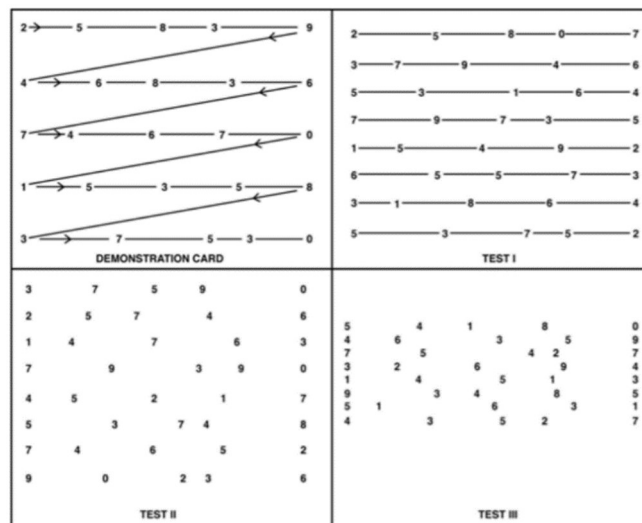 2 5 8 3 9
4 6 8 3 6
7 4 6 7 0
1 5 3 5 8
3 7 5 3 0
DEMONSTRATION CARD
2 5 8 0 7
3 7 9 4 6
5 3 1 6 4
7 9 7 3 5
1 5 4 9 2
6 5 5 7 3
3 1 8 6 4
5 3 7 5 2
TEST I
3 7 5 9 0
2 5 7 4 6
1 4 7 6 3
7 9 3 9 0
4 5 2 1 7
5 3 7 4 8
7 4 6 5 2
9 0 2 3 6
TEST II
5 4 1 8 0
4 6 3 5 9
7 5 4 2 7
3 2 6 9 4
1 4 5 1 3
9 3 4 8 5
5 1 6 3 1
4 3 5 2 7
TEST III